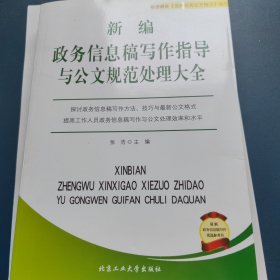 新编
政务信息稿写作指导
与公文规范处理大全
探讨政务信息稿写作方法、技巧与最新公文格式
提高工作人员政务信息稿写作与公文处理效率和水平
张浩○主编
XINBIAN
ZHENGWU XINXIGAO XIEZUO ZHIDAO
YU GONGWEN GUIFAN CHULI DAQUAN
北京工业大学出版社